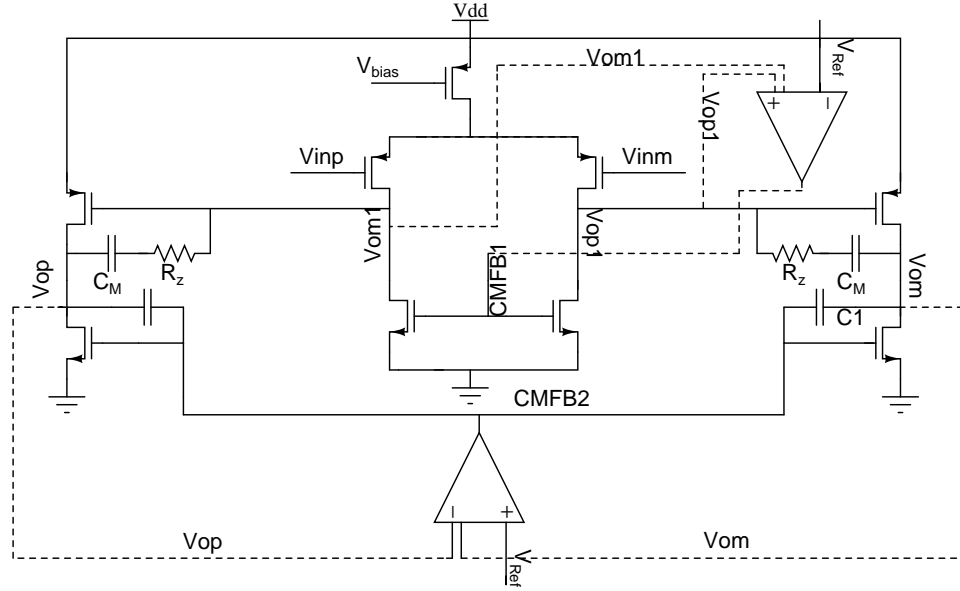 Vdd
V_Ref
Vom1
V_bias
+
−
Vop1
Vinp
Vinm
Vom1
Vop1
Vop
C_M
R_z
CMFB1
R_z
C_M
Vom
C1
CMFB2
−
+
Vop
V_Ref
Vom